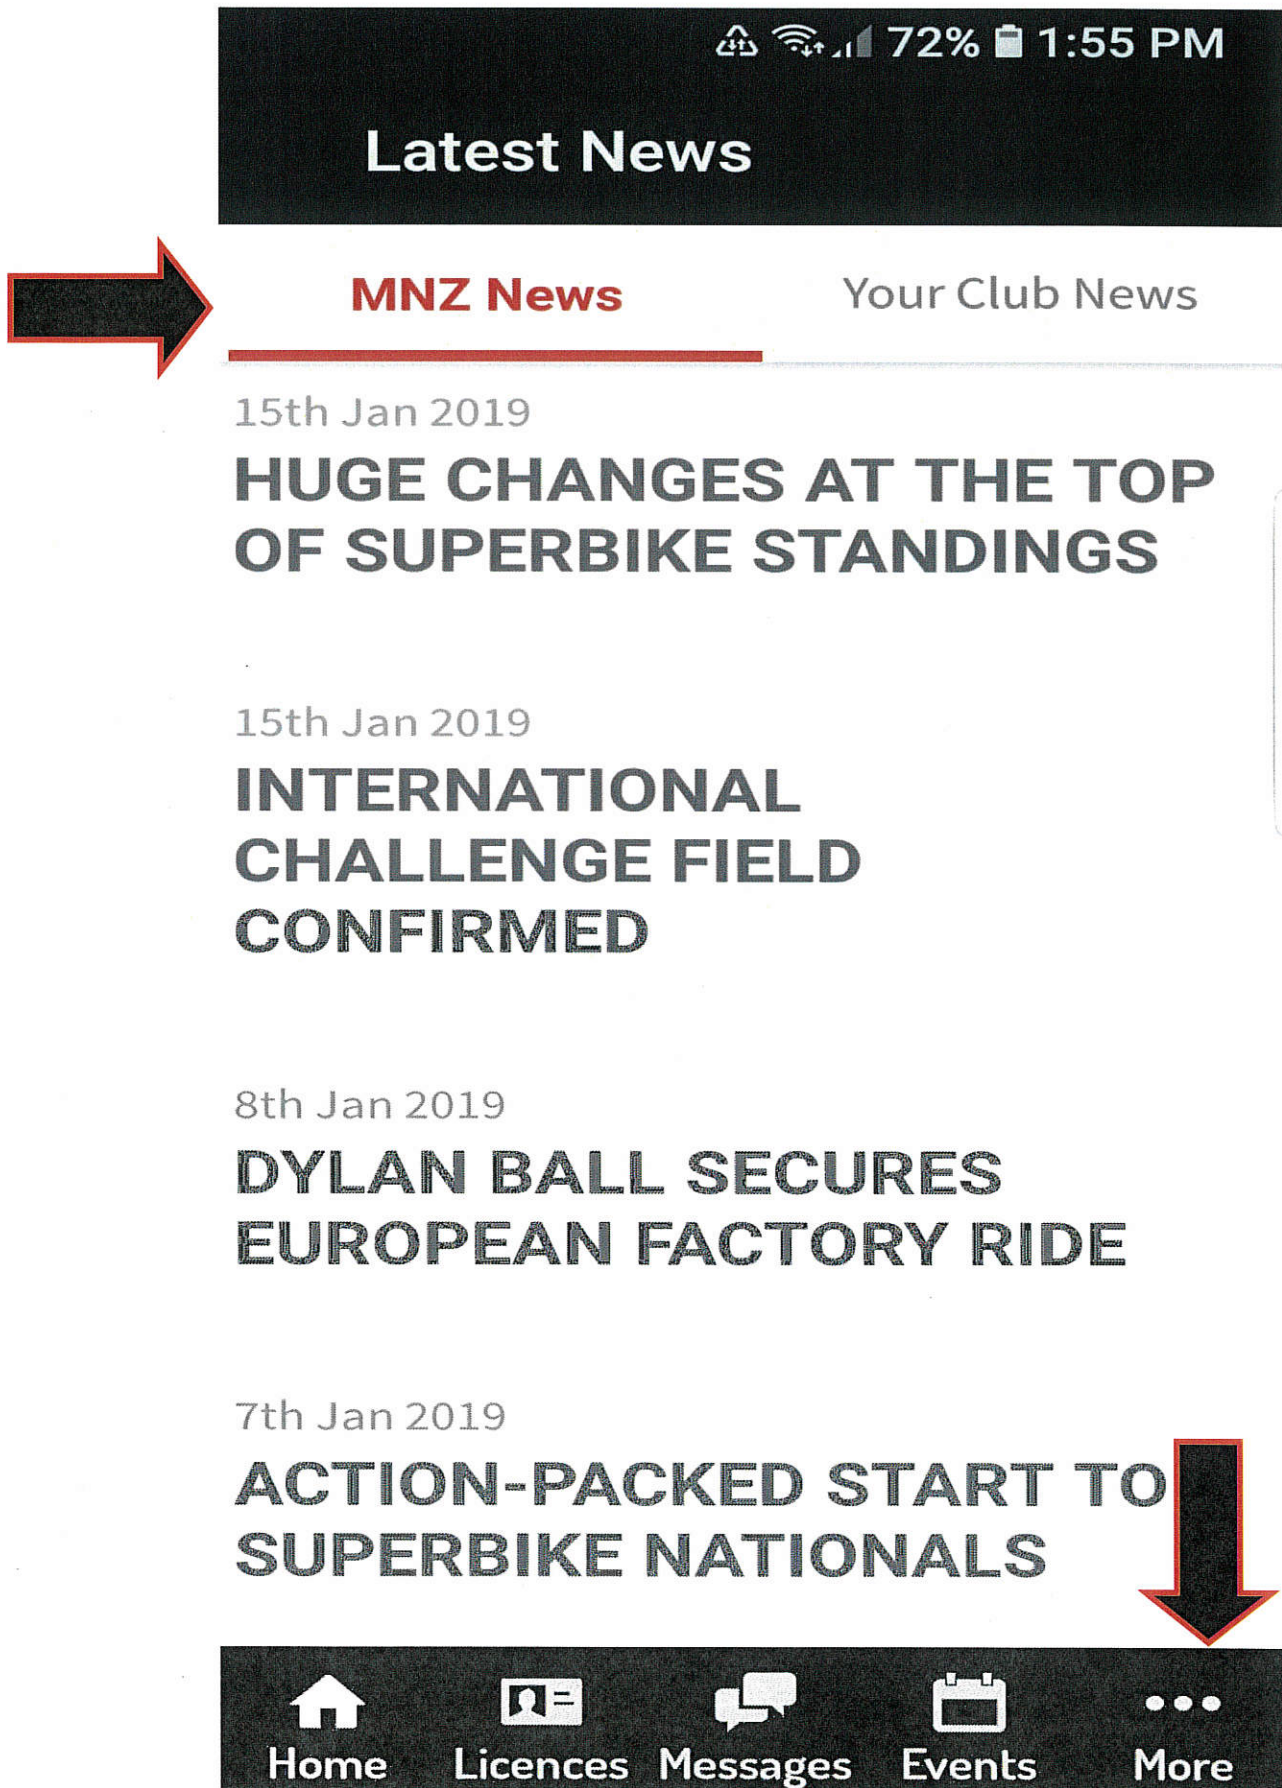 72% 1:55 PM
Latest News
MNZ News Your Club News
15th Jan 2019
HUGE CHANGES AT THE TOP
OF SUPERBIKE STANDINGS
15th Jan 2019
INTERNATIONAL
CHALLENGE FIELD
CONFIRMED
8th Jan 2019
DYLAN BALL SECURES
EUROPEAN FACTORY RIDE
7th Jan 2019
ACTION-PACKED START TO
SUPERBIKE NATIONALS
Home Licences Messages Events More